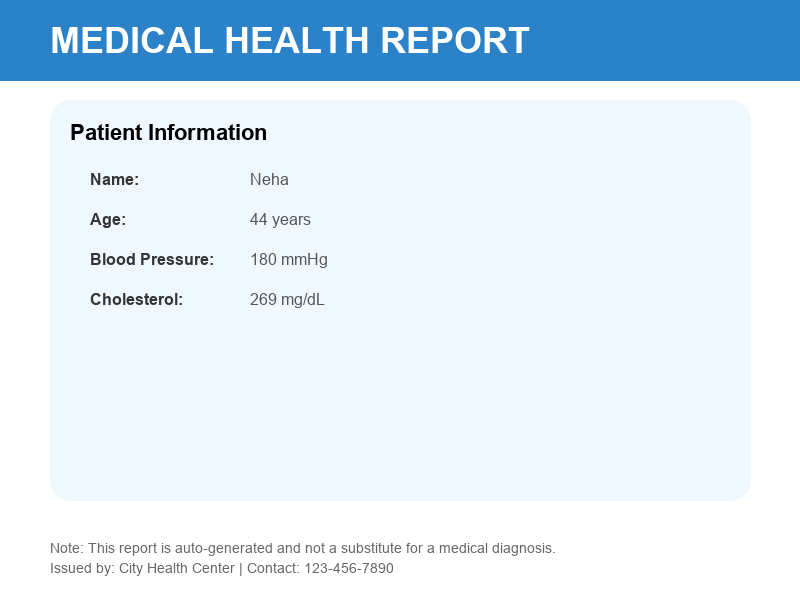 MEDICAL HEALTH REPORT
Patient Information
Name: Neha
Age: 44 years
Blood Pressure: 180 mmHg
Cholesterol: 269 mg/dL
Note: This report is auto-generated and not a substitute for a medical diagnosis.
Issued by: City Health Center | Contact: 123-456-7890